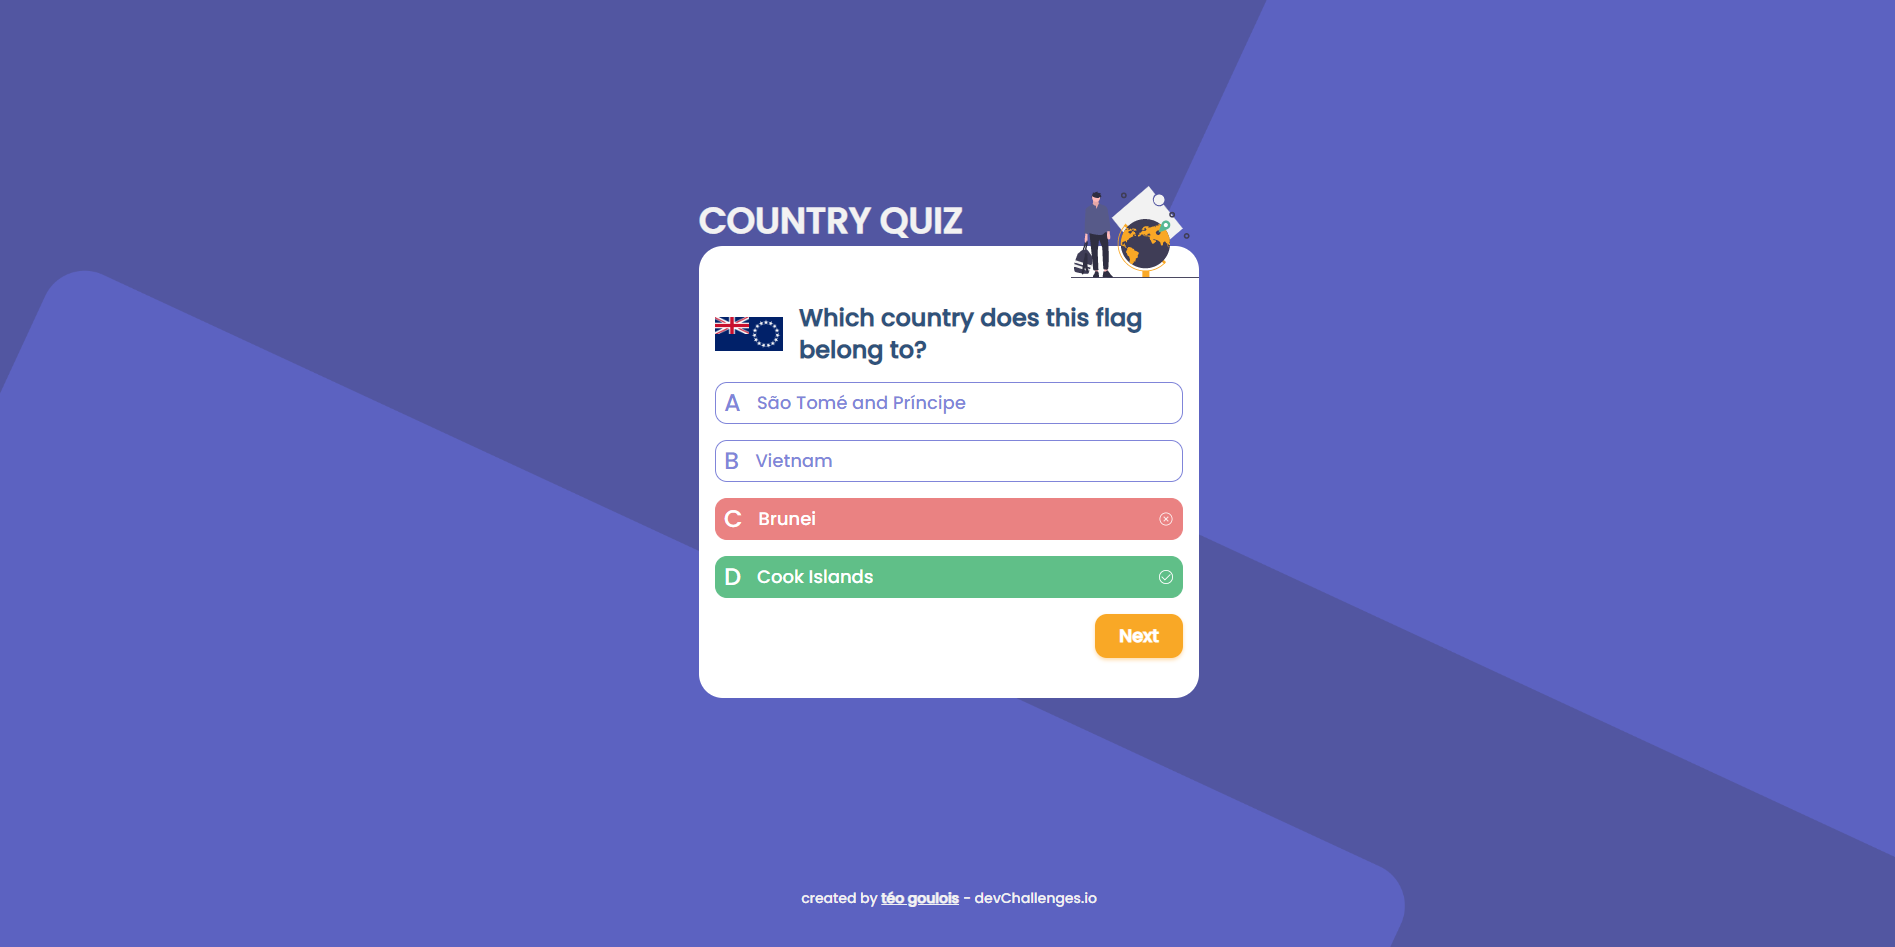 COUNTRY QUIZ
Which country does this flag
belong to?
A São Tomé and Príncipe
B Vietnam
C Brunei
D Cook Islands
Next
created by téo goulois - devChallenges.io